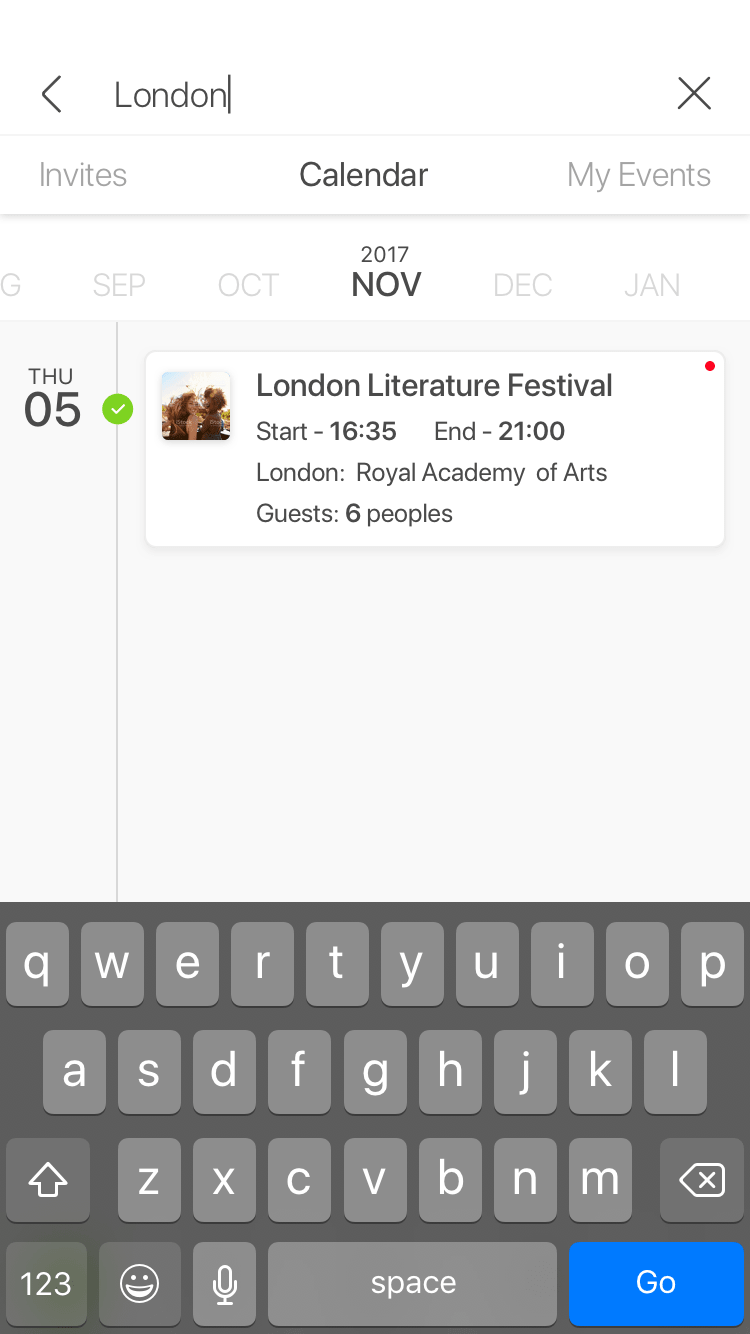 London
Invites Calendar My Events
2017
G SEP OCT NOV DEC JAN
THU
05
London Literature Festival
Start - 16:35 End - 21:00
London: Royal Academy of Arts
Guests: 6 peoples
q w e r t y u i o p
a s d f g h j k l
z x c v b n m
123 space Go